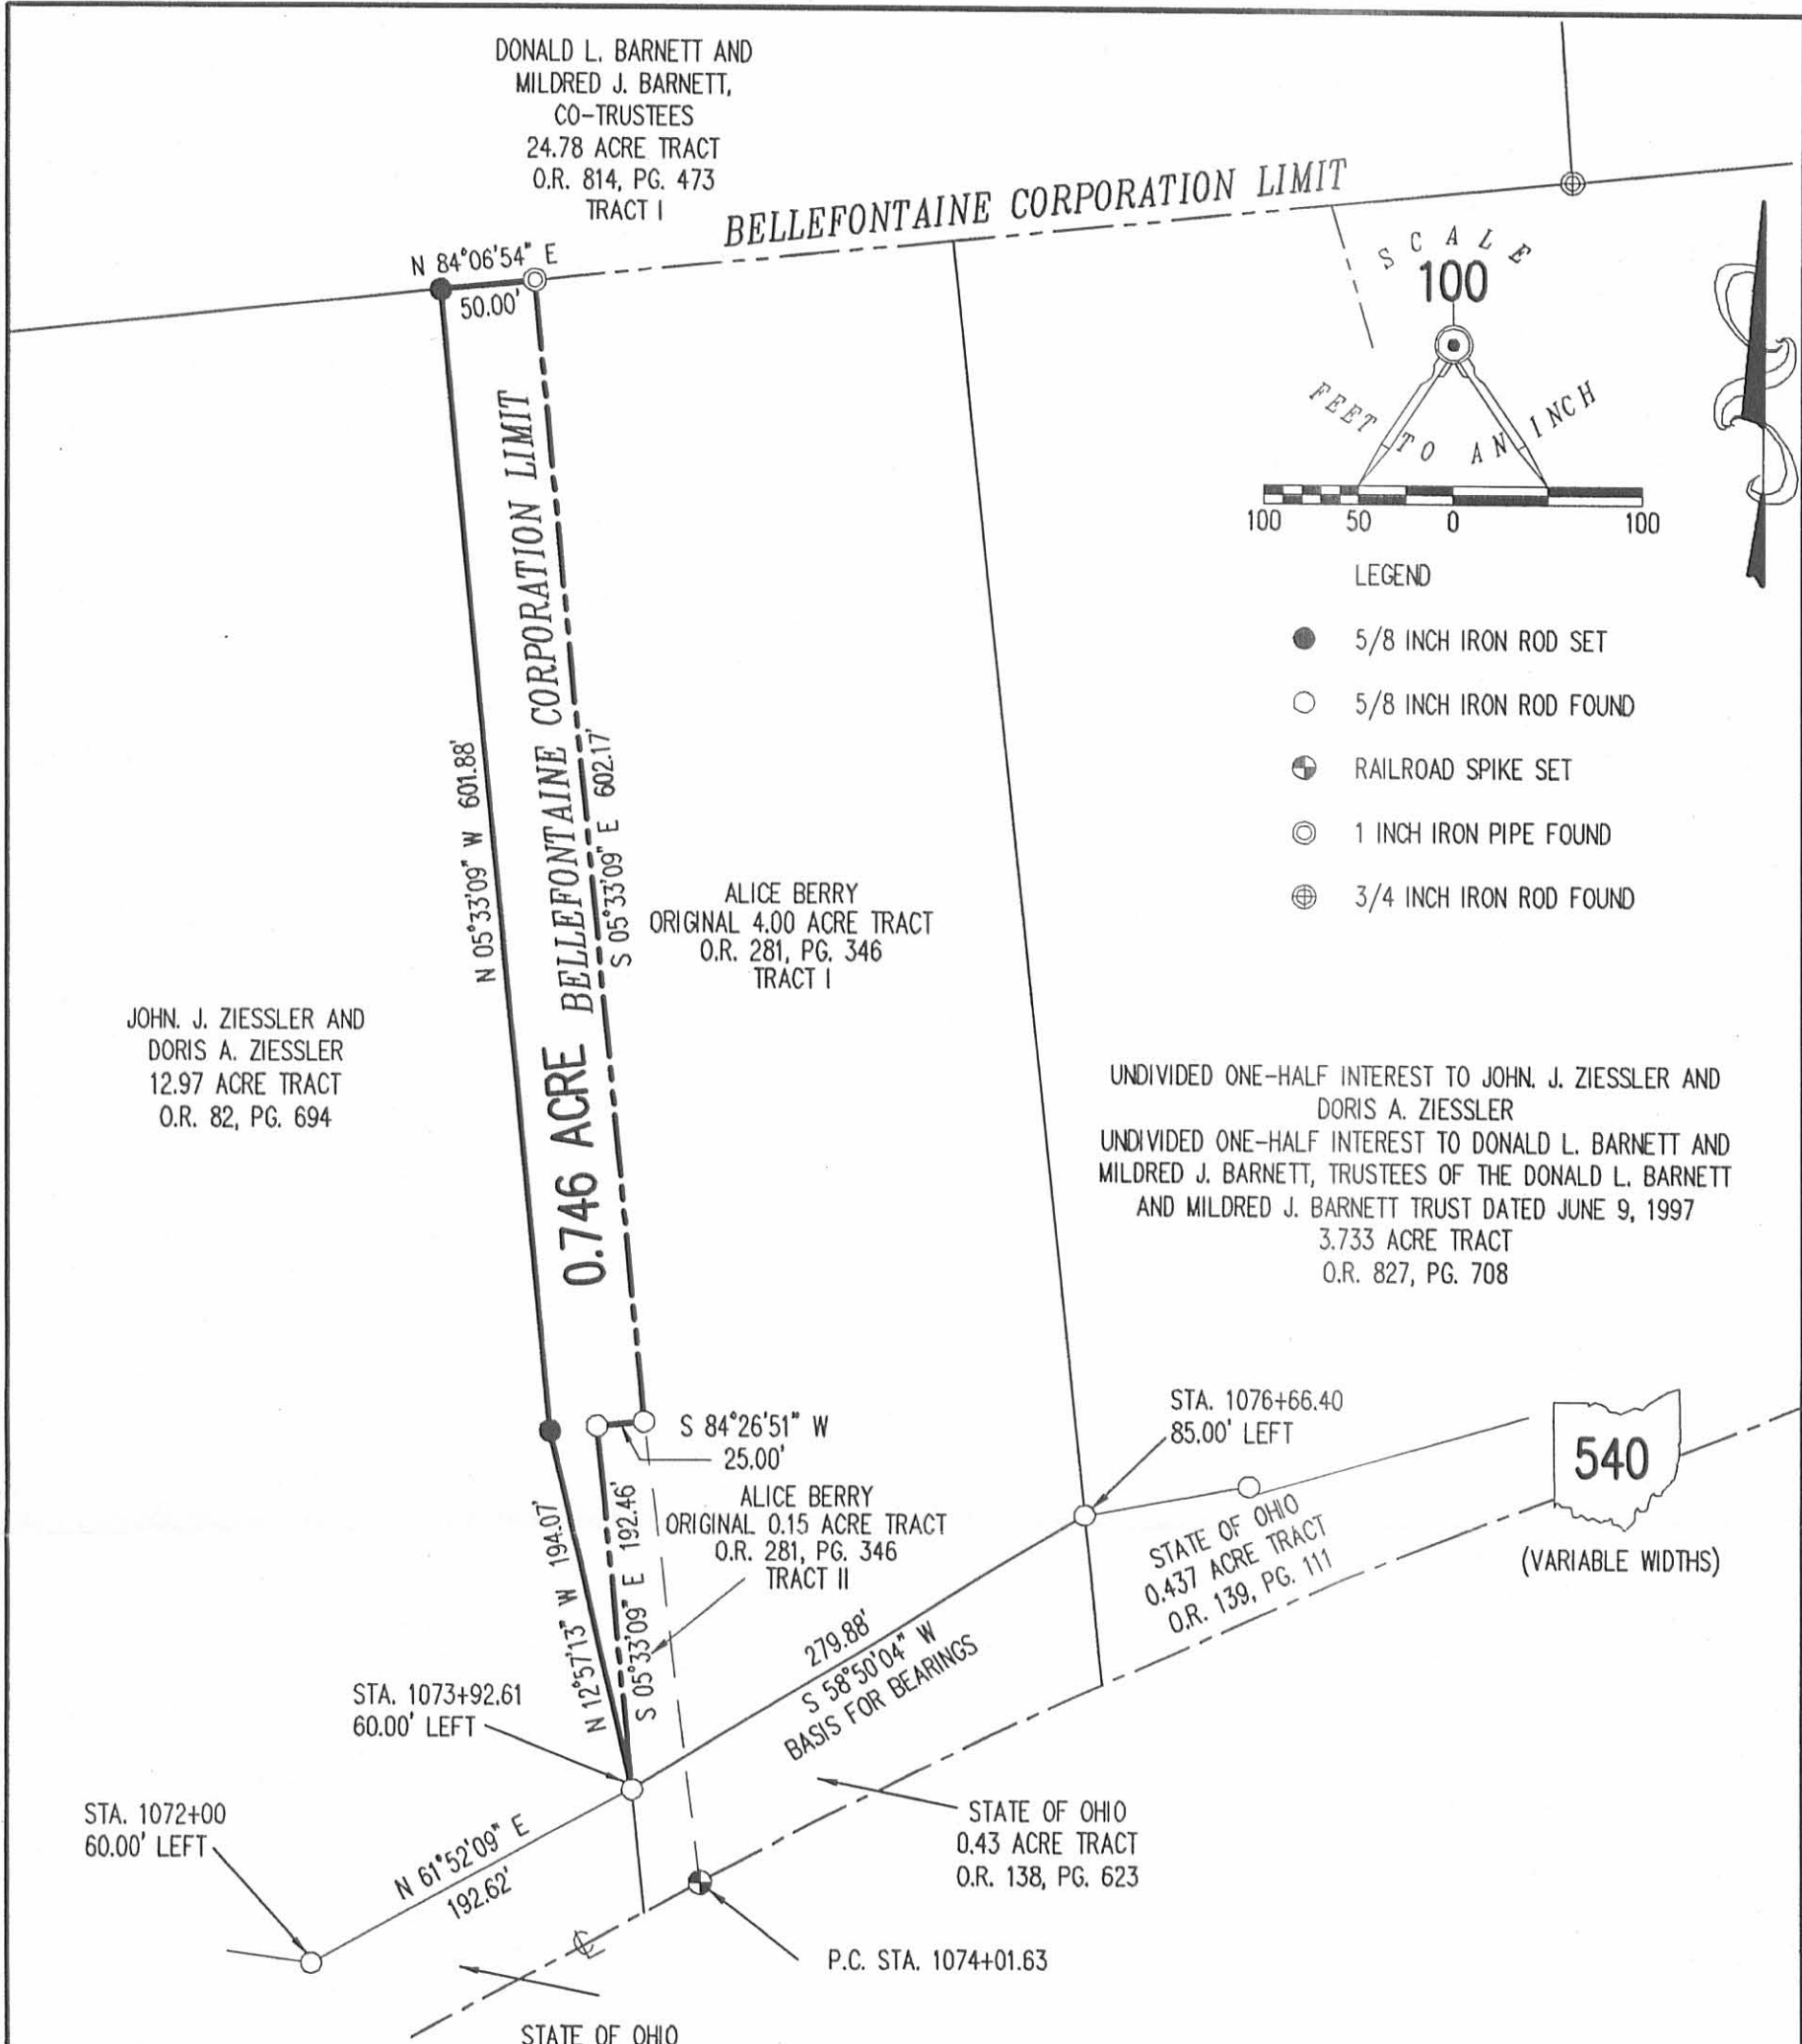 DONALD L. BARNETT AND
MILDRED J. BARNETT,
CO-TRUSTEES
24.78 ACRE TRACT
O.R. 814, PG. 473
TRACT I
BELLEFONTAINE CORPORATION LIMIT
N 84°06'54" E
50.00'
SCALE
100
FEET TO AN INCH
100 50 0 100
LEGEND
5/8 INCH IRON ROD SET
5/8 INCH IRON ROD FOUND
RAILROAD SPIKE SET
1 INCH IRON PIPE FOUND
3/4 INCH IRON ROD FOUND
N 05°33'09" W 601.88'
0.746 ACRE
BELLEFONTAINE CORPORATION LIMIT
S 05°33'09" E 602.17'
ALICE BERRY
ORIGINAL 4.00 ACRE TRACT
O.R. 281, PG. 346
TRACT I
JOHN. J. ZIESSLER AND
DORIS A. ZIESSLER
12.97 ACRE TRACT
O.R. 82, PG. 694
UNDIVIDED ONE-HALF INTEREST TO JOHN. J. ZIESSLER AND
DORIS A. ZIESSLER
UNDIVIDED ONE-HALF INTEREST TO DONALD L. BARNETT AND
MILDRED J. BARNETT, TRUSTEES OF THE DONALD L. BARNETT
AND MILDRED J. BARNETT TRUST DATED JUNE 9, 1997
3.733 ACRE TRACT
O.R. 827, PG. 708
S 84°26'51" W
25.00'
ALICE BERRY
ORIGINAL 0.15 ACRE TRACT
O.R. 281, PG. 346
TRACT II
N 12°57'13" W 194.07'
S 05°33'09" E 192.46'
STA. 1076+66.40
85.00' LEFT
540
(VARIABLE WIDTHS)
STATE OF OHIO
0.437 ACRE TRACT
O.R. 139, PG. 111
279.88'
S 58°50'04" W
BASIS FOR BEARINGS
STA. 1073+92.61
60.00' LEFT
STA. 1072+00
60.00' LEFT
N 61°52'09" E
192.62'
STATE OF OHIO
0.43 ACRE TRACT
O.R. 138, PG. 623
P.C. STA. 1074+01.63
℄
STATE OF OHIO